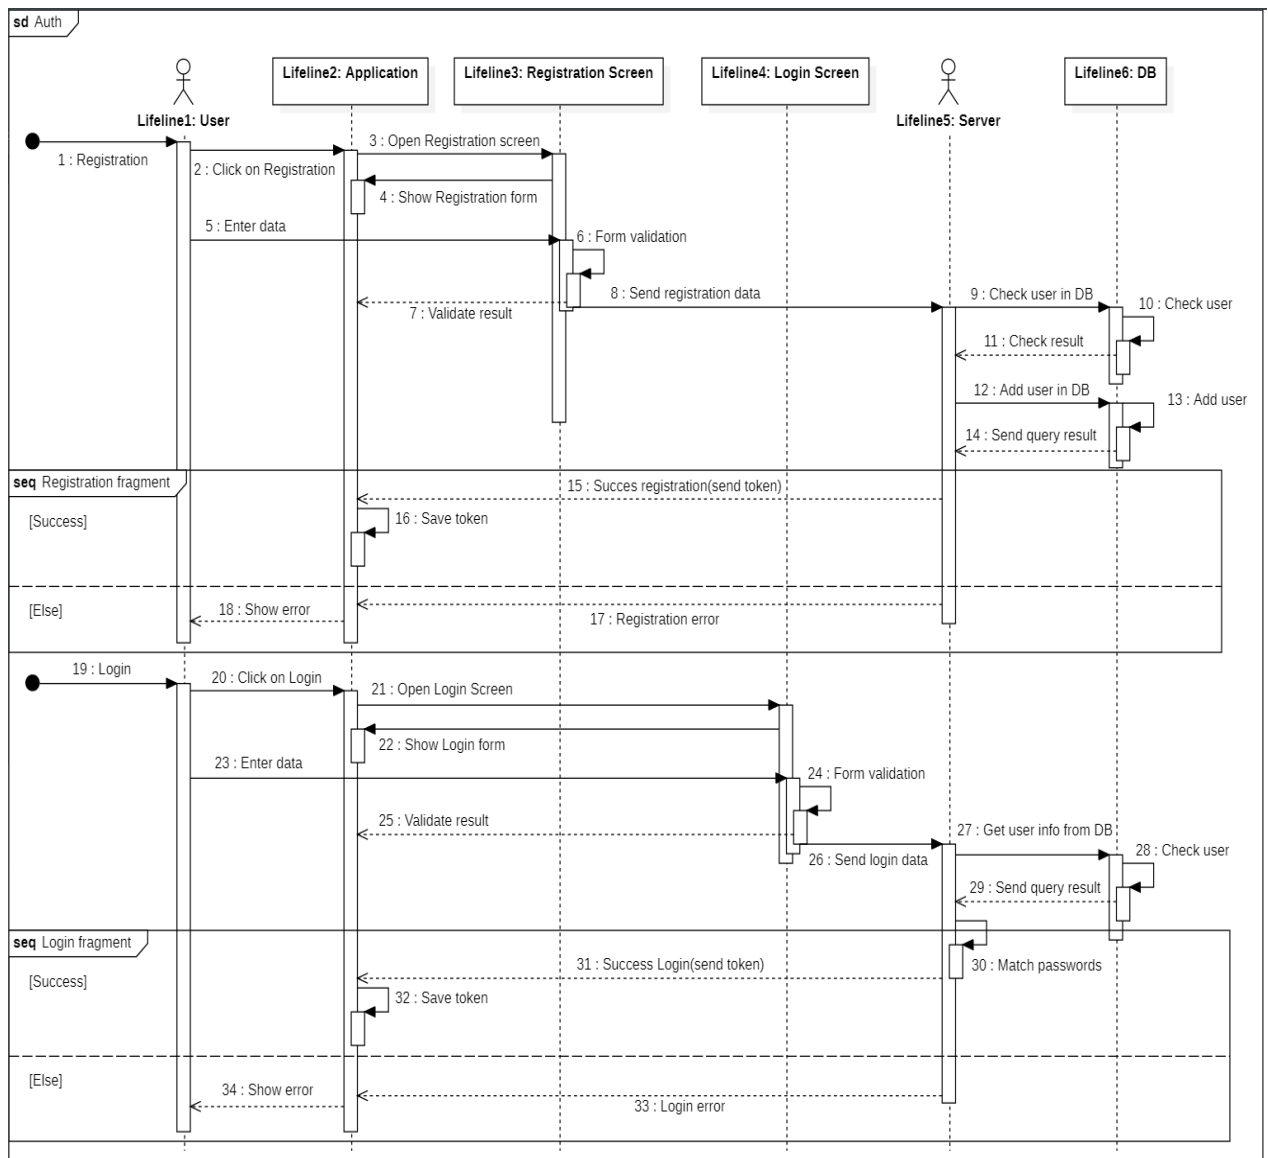 sd Auth
Lifeline1: User
Lifeline2: Application
Lifeline3: Registration Screen
Lifeline4: Login Screen
Lifeline5: Server
Lifeline6: DB
1 : Registration
2 : Click on Registration
3 : Open Registration screen
4 : Show Registration form
5 : Enter data
6 : Form validation
7 : Validate result
8 : Send registration data
9 : Check user in DB
10 : Check user
11 : Check result
12 : Add user in DB
13 : Add user
14 : Send query result
seq Registration fragment
[Success]
15 : Succes registration(send token)
16 : Save token
[Else]
17 : Registration error
18 : Show error
19 : Login
20 : Click on Login
21 : Open Login Screen
22 : Show Login form
23 : Enter data
24 : Form validation
25 : Validate result
26 : Send login data
27 : Get user info from DB
28 : Check user
29 : Send query result
30 : Match passwords
seq Login fragment
[Success]
31 : Success Login(send token)
32 : Save token
[Else]
33 : Login error
34 : Show error